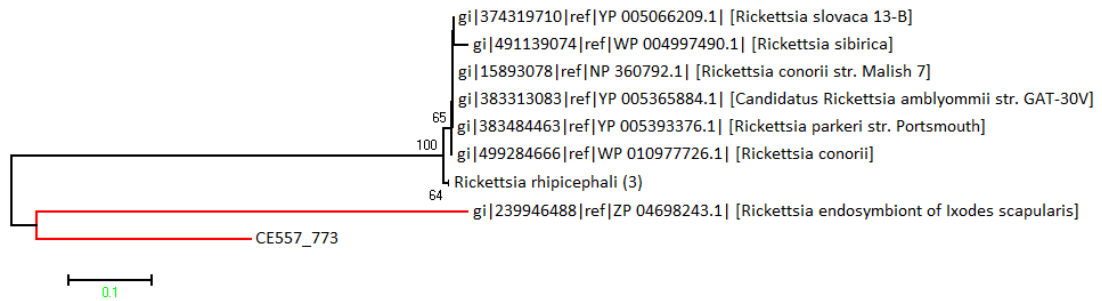 gi|374319710|ref|YP 005066209.1| [Rickettsia slovaca 13-B]
gi|491139074|ref|WP 004997490.1| [Rickettsia sibirica]
gi|15893078|ref|NP 360792.1| [Rickettsia conorii str. Malish 7]
gi|383313083|ref|YP 005365884.1| [Candidatus Rickettsia amblyommii str. GAT-30V]
65
gi|383484463|ref|YP 005393376.1| [Rickettsia parkeri str. Portsmouth]
100
gi|499284666|ref|WP 010977726.1| [Rickettsia conorii]
Rickettsia rhipicephali (3)
64
gi|239946488|ref|ZP 04698243.1| [Rickettsia endosymbiont of Ixodes scapularis]
CE557_773
0.1